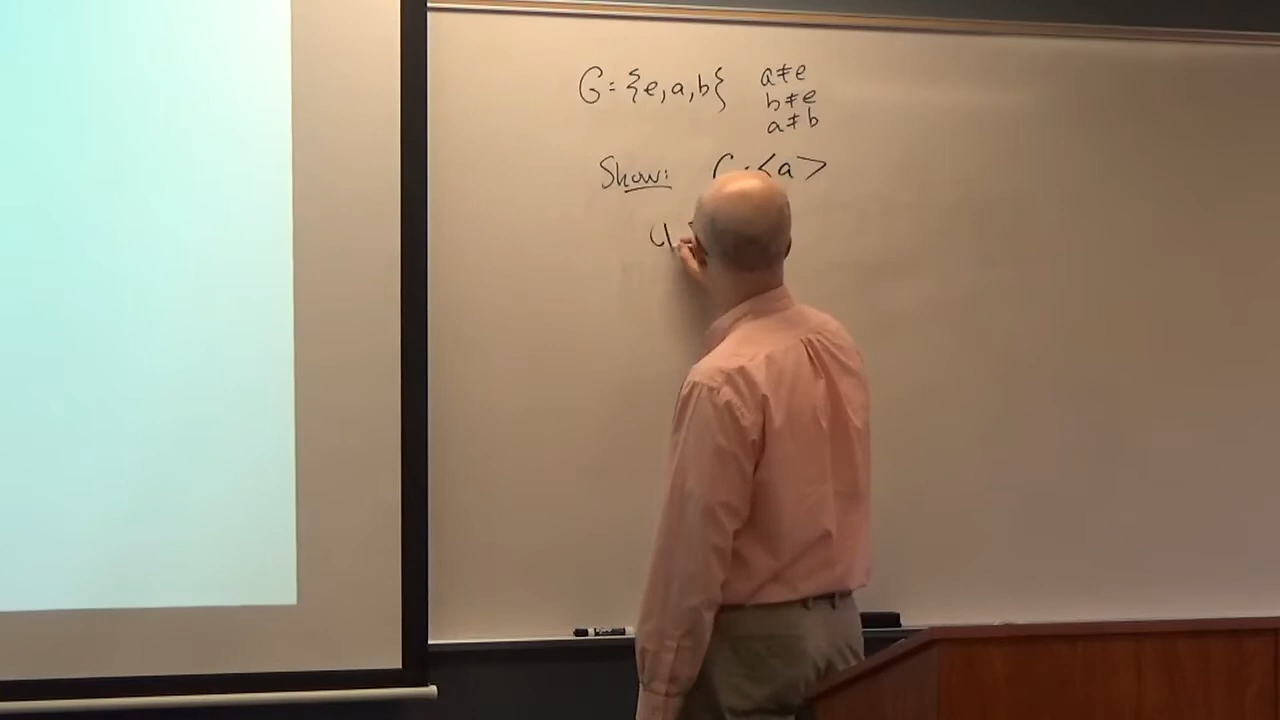 G={e,a,b} a≠e
b≠e
a≠b
Show: <a>